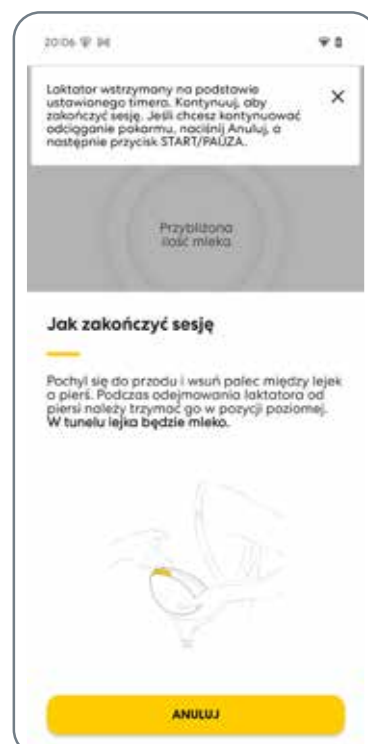 20:06
Laktator wstrzymany na podstawie
ustawionego timera. Kontynuuj, aby
zakończyć sesję. Jeśli chcesz kontynuować
odciąganie pokarmu, naciśnij Anuluj, a
następnie przycisk START/PAUZA.
Przybliżona
ilość mleka
Jak zakończyć sesję
Pochyl się do przodu i wsuń palec między lejek
a pierś. Podczas odejmowania laktatora od
piersi należy trzymać go w pozycji poziomej.
W tunelu lejka będzie mleko.
ANULUJ